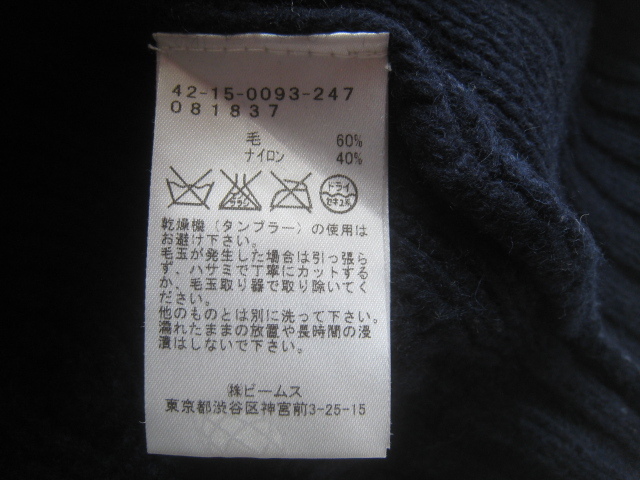 42-15-0093-247
081837
毛 60%
ナイロン 40%
エンソサラシ
ドライ
セキユ系
乾燥機（タンブラー）の使用は
お避け下さい。
毛玉が発生した場合は引っ張ら
ず、ハサミで丁寧にカットする
か、毛玉取り器で取り除いてく
ださい。
他のものとは別に洗って下さい。
濡れたままの放置や長時間の浸
漬はしないで下さい。
㈱ビームス
東京都渋谷区神宮前3-25-15